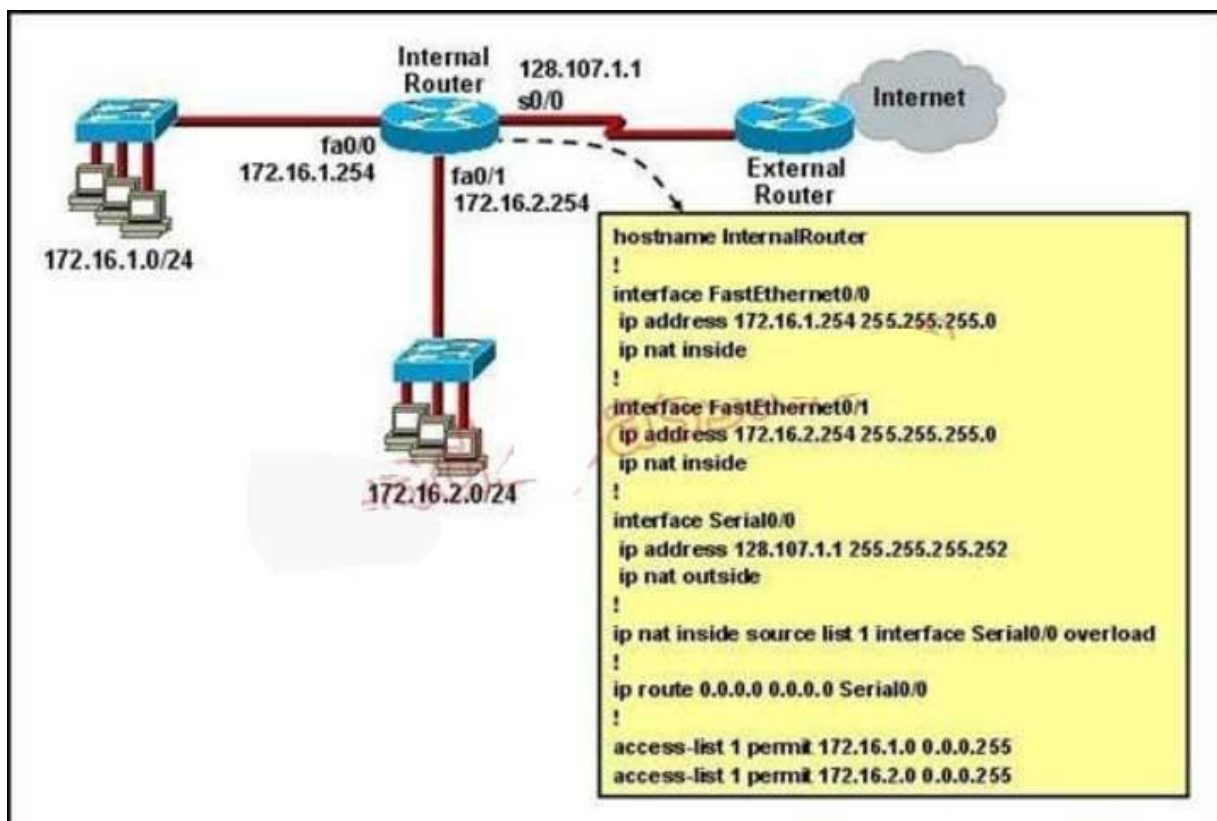 Internal
Router
128.107.1.1
s0/0
Internet
fa0/0
172.16.1.254
fa0/1
172.16.2.254
External
Router
172.16.1.0/24
172.16.2.0/24
hostname InternalRouter
!
interface FastEthernet0/0
ip address 172.16.1.254 255.255.255.0
ip nat inside
!
interface FastEthernet0/1
ip address 172.16.2.254 255.255.255.0
ip nat inside
!
interface Serial0/0
ip address 128.107.1.1 255.255.255.252
ip nat outside
!
ip nat inside source list 1 interface Serial0/0 overload
!
ip route 0.0.0.0 0.0.0.0 Serial0/0
!
access-list 1 permit 172.16.1.0 0.0.0.255
access-list 1 permit 172.16.2.0 0.0.0.255